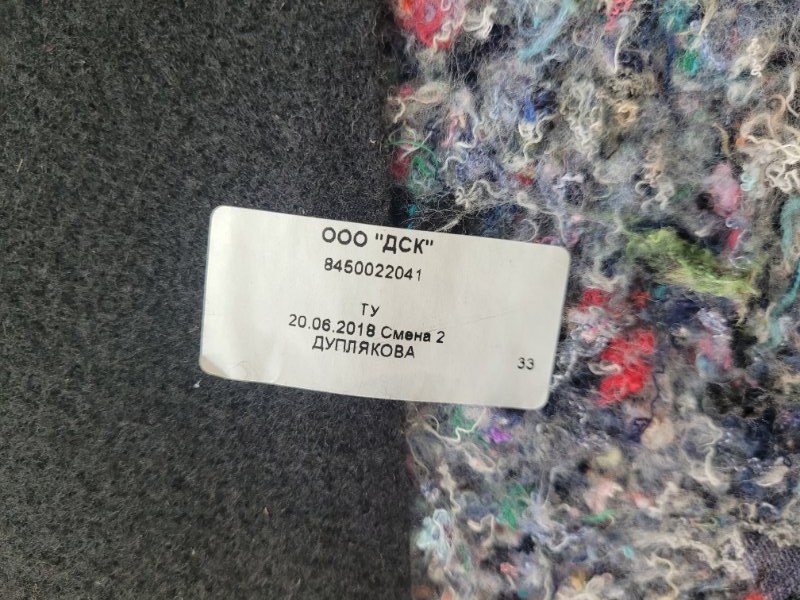 ООО "ДСК"
8450022041
ТУ
20.06.2018 Смена 2
ДУПЛЯКОВА
33